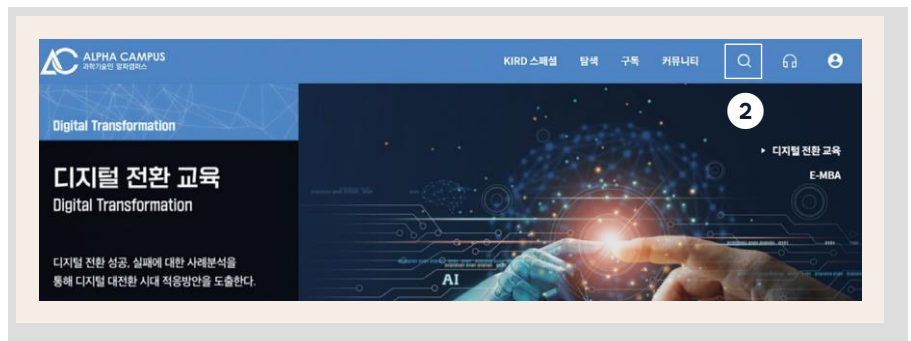 ALPHA CAMPUS
과학기술인 알파캠퍼스
KIRD 스페셜 탐색 구독 커뮤니티
2
Digital Transformation
디지털 전환 교육
E-MBA
디지털 전환 교육
Digital Transformation
디지털 전환 성공, 실패에 대한 사례분석을
통해 디지털 대전환 시대 적응방안을 도출한다.
AI